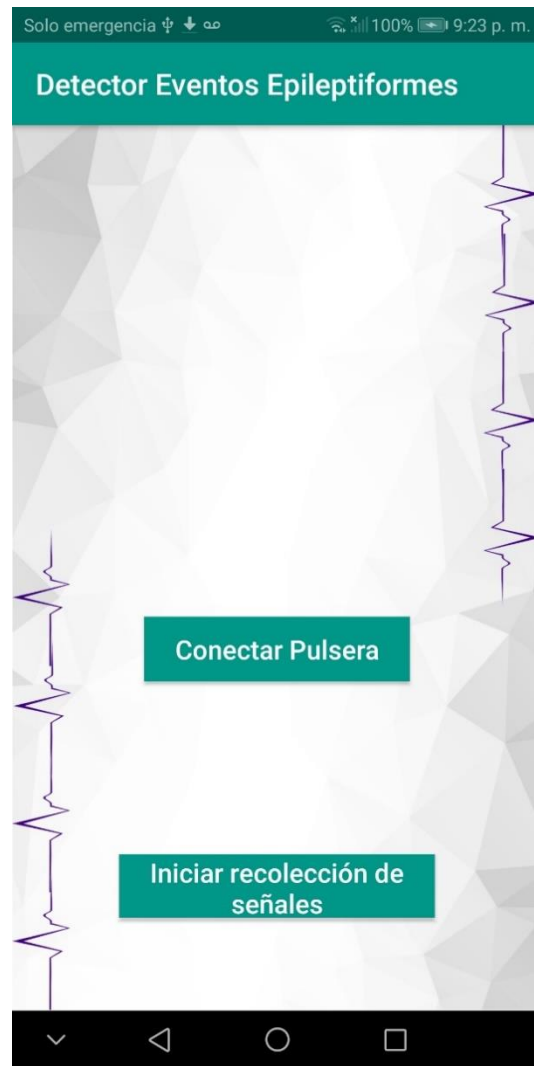 Solo emergencia 100% 9:23 p. m.
Detector Eventos Epileptiformes
Conectar Pulsera
Iniciar recolección de
señales